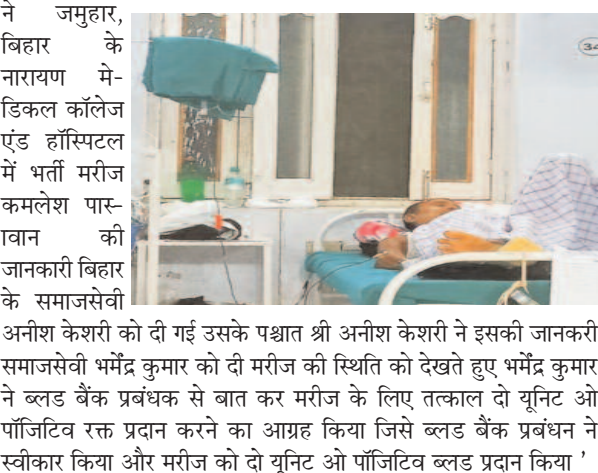 ने जमुहार,
बिहार के
नारायण मे-
डिकल कॉलेज
एंड हॉस्पिटल
में भर्ती मरीज
कमलेश पास-
ावान की
जानकारी बिहार
के समाजसेवी
34
अनीश केशरी को दी गई उसके पश्चात श्री अनीश केशरी ने इसकी जानकरी
समाजसेवी भर्मेंद्र कुमार को दी मरीज की स्थिति को देखते हुए भर्मेंद्र कुमार
ने ब्लड बैंक प्रबंधक से बात कर मरीज के लिए तत्काल दो यूनिट ओ
पॉजिटिव रक्त प्रदान करने का आग्रह किया जिसे ब्लड बैंक प्रबंधन ने
स्वीकार किया और मरीज को दो यूनिट ओ पॉजिटिव ब्लड प्रदान किया ’